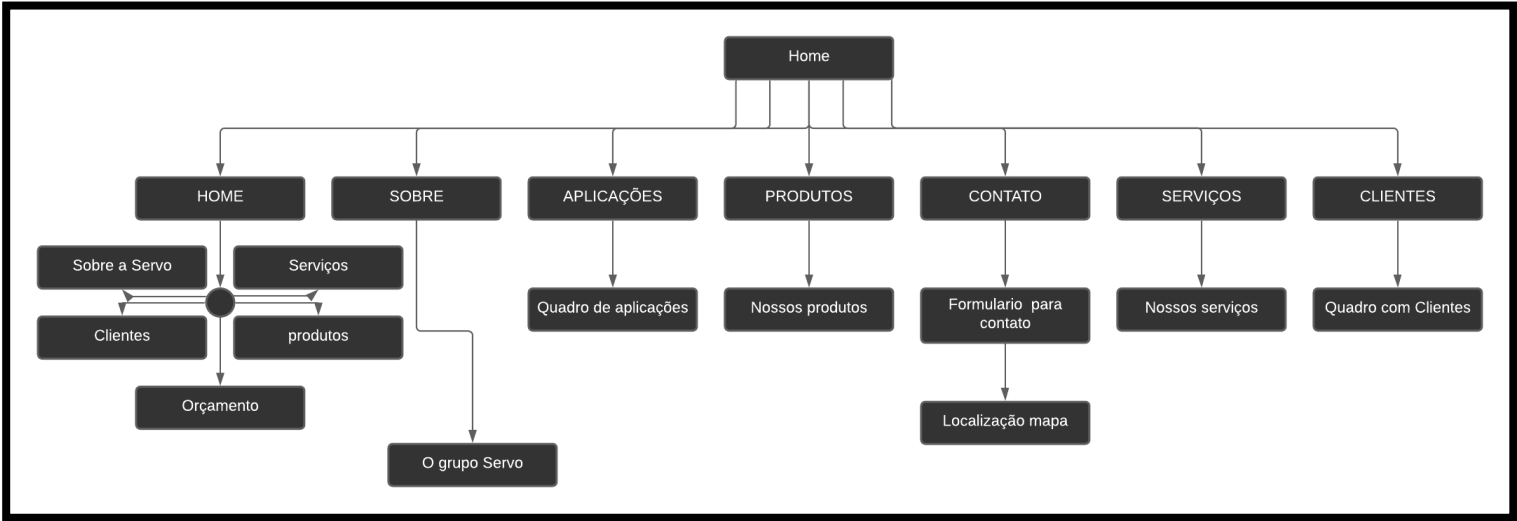 Home
HOME
SOBRE
APLICAÇÕES
PRODUTOS
CONTATO
SERVIÇOS
CLIENTES
Sobre a Servo
Serviços
Clientes
produtos
Orçamento
O grupo Servo
Quadro de aplicações
Nossos produtos
Formulario  para
contato
Localização mapa
Nossos serviços
Quadro com Clientes